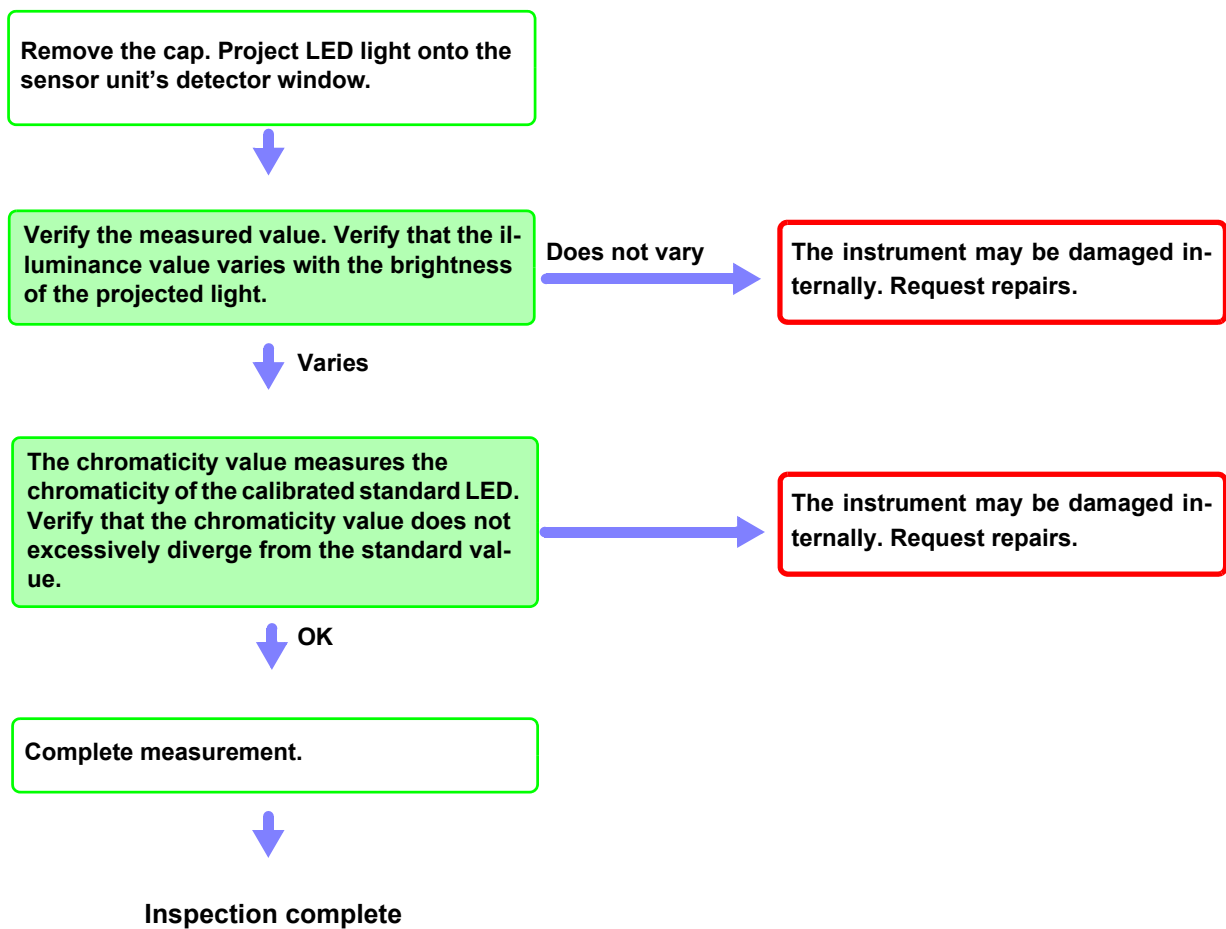 Remove the cap. Project LED light onto the
sensor unit’s detector window.
Verify the measured value. Verify that the il-
luminance value varies with the brightness
of the projected light.
Does not vary
The instrument may be damaged in-
ternally. Request repairs.
Varies
The chromaticity value measures the
chromaticity of the calibrated standard LED.
Verify that the chromaticity value does not
excessively diverge from the standard val-
ue.
The instrument may be damaged in-
ternally. Request repairs.
OK
Complete measurement.
Inspection complete